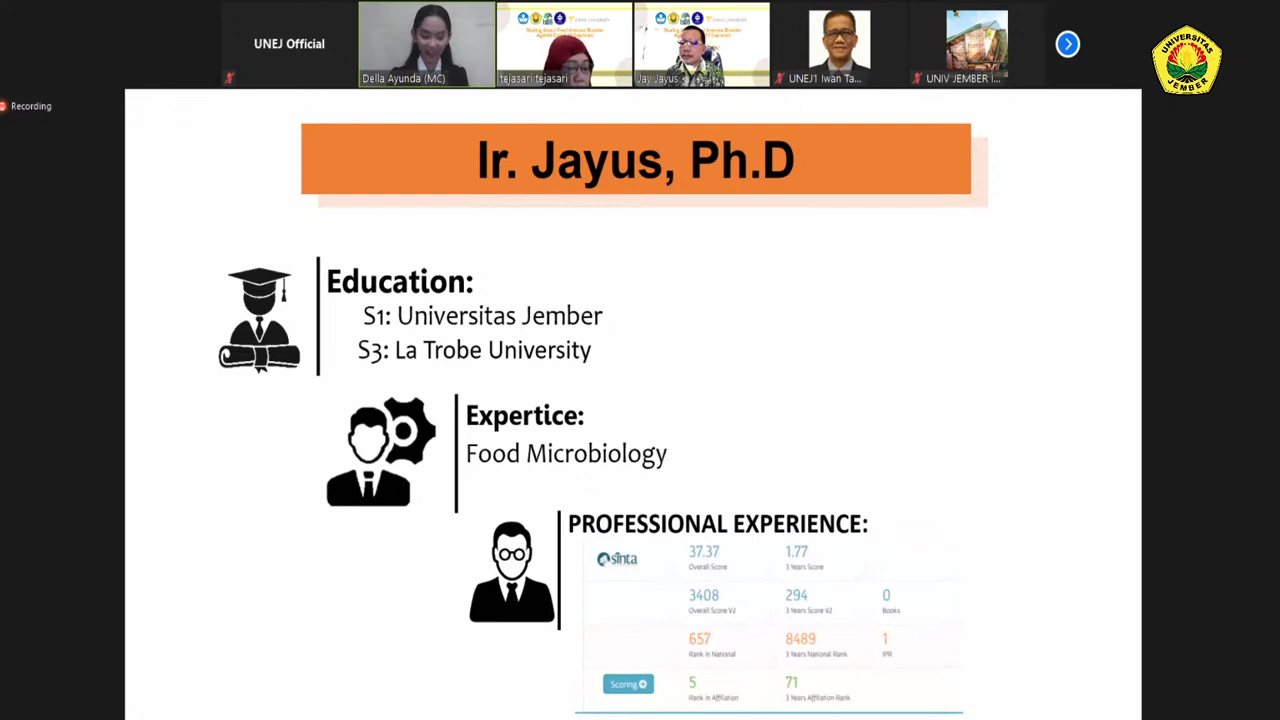 UNEJ Official
Della Ayunda (MC)
tejasari tejasari
Jay Jayus
UNEJ1 Iwan Ta...
UNIV JEMBER I...
UNIVERSITAS JEMBER
Recording
Ir. Jayus, Ph.D
Education:
S1: Universitas Jember
S3: La Trobe University
Expertice:
Food Microbiology
PROFESSIONAL EXPERIENCE:
sinta
37.37
1.77
Overall Score
3 Years Score
3408
294
0
Overall Score V2
3 Years Score V2
Books
657
8489
1
Rank in National
3 Years National Rank
IPR
Scoring
5
71
Rank in Affiliation
3 Years Affiliation Rank